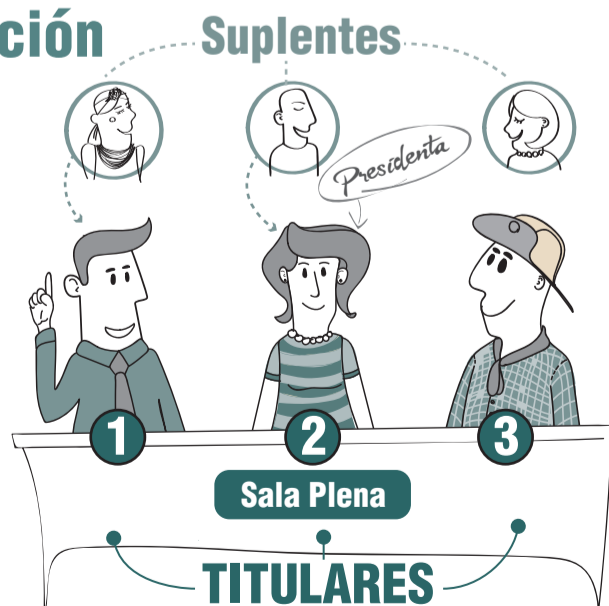 ción
Suplentes
Presidenta
1
2
3
Sala Plena
TITULARES